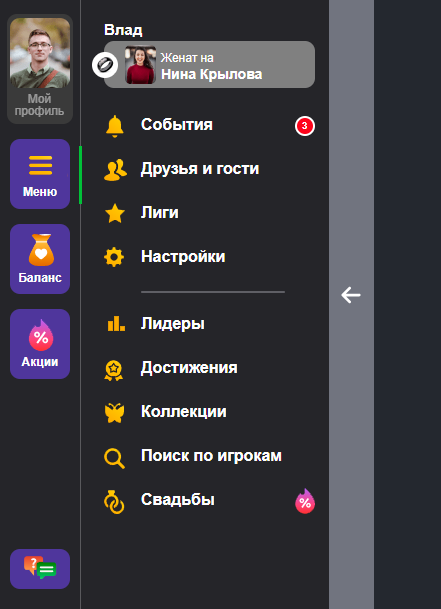 Мой
профиль
Меню
Баланс
%
Акции
?
Влад
Женат на
Нина Крылова
События
3
Друзья и гости
Лиги
Настройки
Лидеры
Достижения
Коллекции
Поиск по игрокам
Свадьбы
%